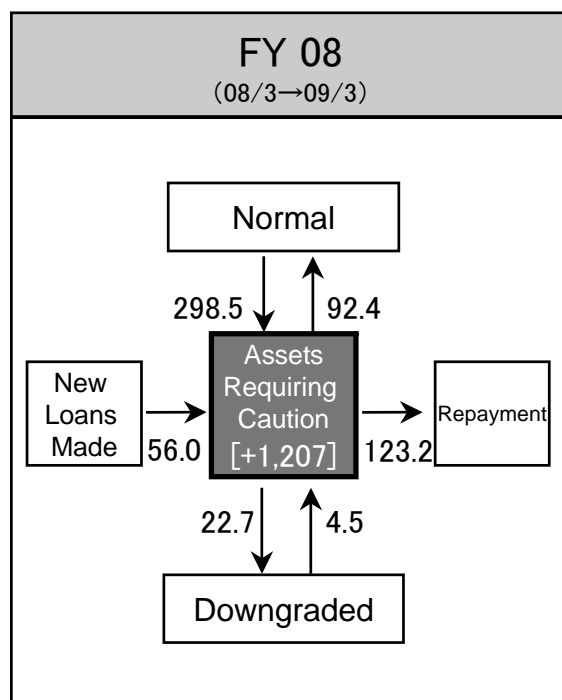 FY 08
(08/3→09/3)
Normal
298.5
92.4
New
Loans
Made
56.0
Assets
Requiring
Caution
[+1,207]
123.2
Repayment
22.7
4.5
Downgraded